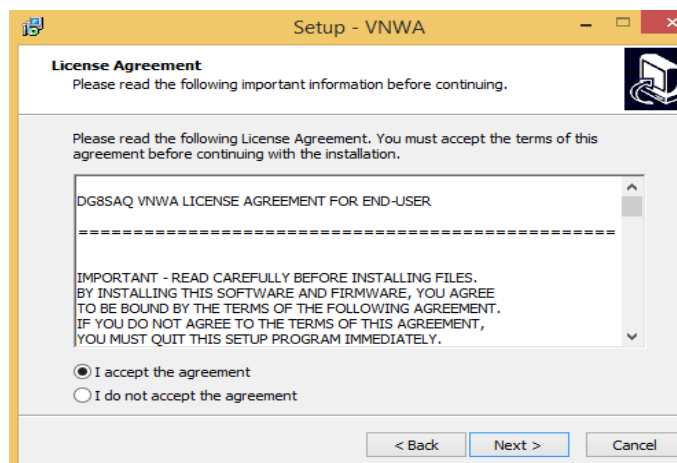 Setup - VNWA
License Agreement
Please read the following important information before continuing.
Please read the following License Agreement. You must accept the terms of this
agreement before continuing with the installation.
DG8SAQ VNWA LICENSE AGREEMENT FOR END-USER
==================================================
IMPORTANT - READ CAREFULLY BEFORE INSTALLING FILES.
BY INSTALLING THIS SOFTWARE AND FIRMWARE, YOU AGREE
TO BE BOUND BY THE TERMS OF THE FOLLOWING AGREEMENT.
IF YOU DO NOT AGREE TO THE TERMS OF THIS AGREEMENT,
YOU MUST QUIT THIS SETUP PROGRAM IMMEDIATELY.
I accept the agreement
I do not accept the agreement
< Back Next > Cancel